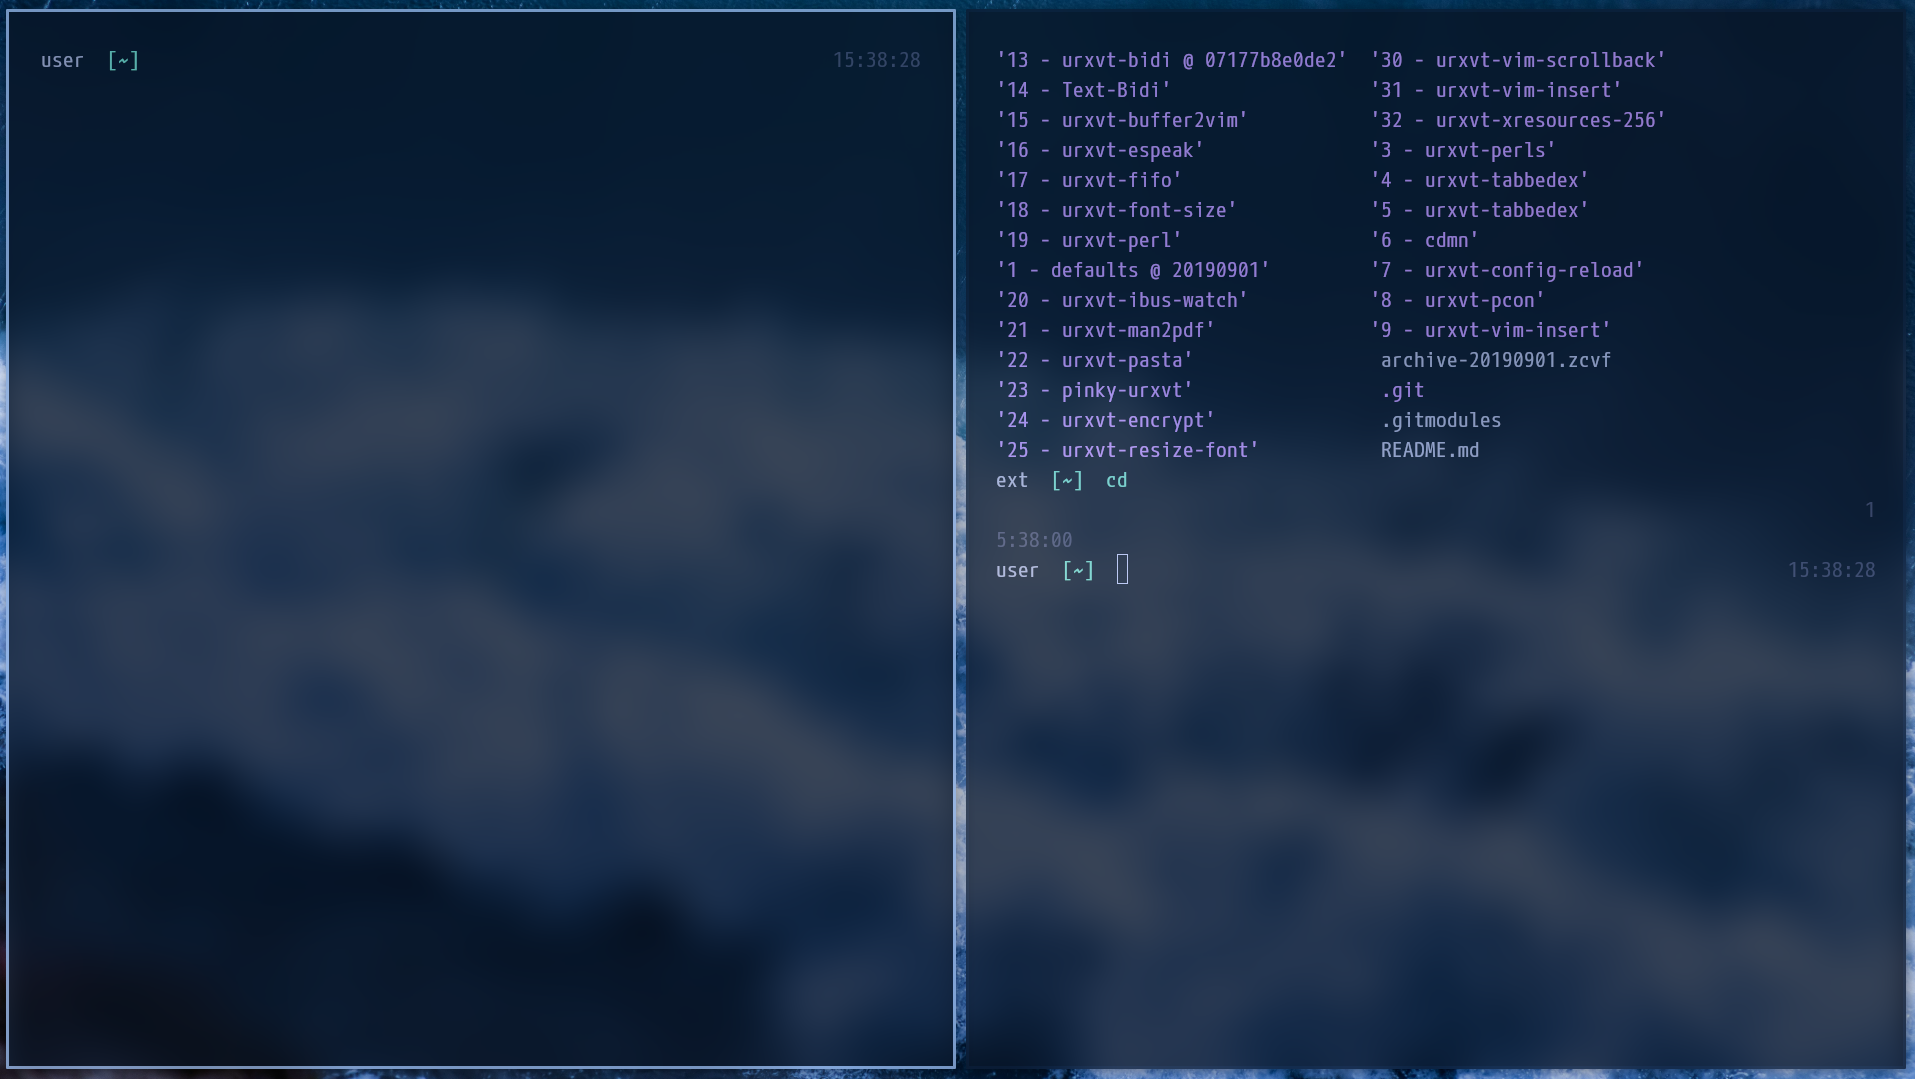 user  [~]  15:38:28
'13 - urxvt-bidi @ 07177b8e0de2'  '30 - urxvt-vim-scrollback'
'14 - Text-Bidi'  '31 - urxvt-vim-insert'
'15 - urxvt-buffer2vim'  '32 - urxvt-xresources-256'
'16 - urxvt-espeak'  '3 - urxvt-perls'
'17 - urxvt-fifo'  '4 - urxvt-tabbedex'
'18 - urxvt-font-size'  '5 - urxvt-tabbedex'
'19 - urxvt-perl'  '6 - cdmn'
'1 - defaults @ 20190901'  '7 - urxvt-config-reload'
'20 - urxvt-ibus-watch'  '8 - urxvt-pcon'
'21 - urxvt-man2pdf'  '9 - urxvt-vim-insert'
'22 - urxvt-pasta'  archive-20190901.zcvf
'23 - pinky-urxvt'  .git
'24 - urxvt-encrypt'  .gitmodules
'25 - urxvt-resize-font'  README.md
ext  [~]  cd
1
5:38:00
user  [~]  15:38:28